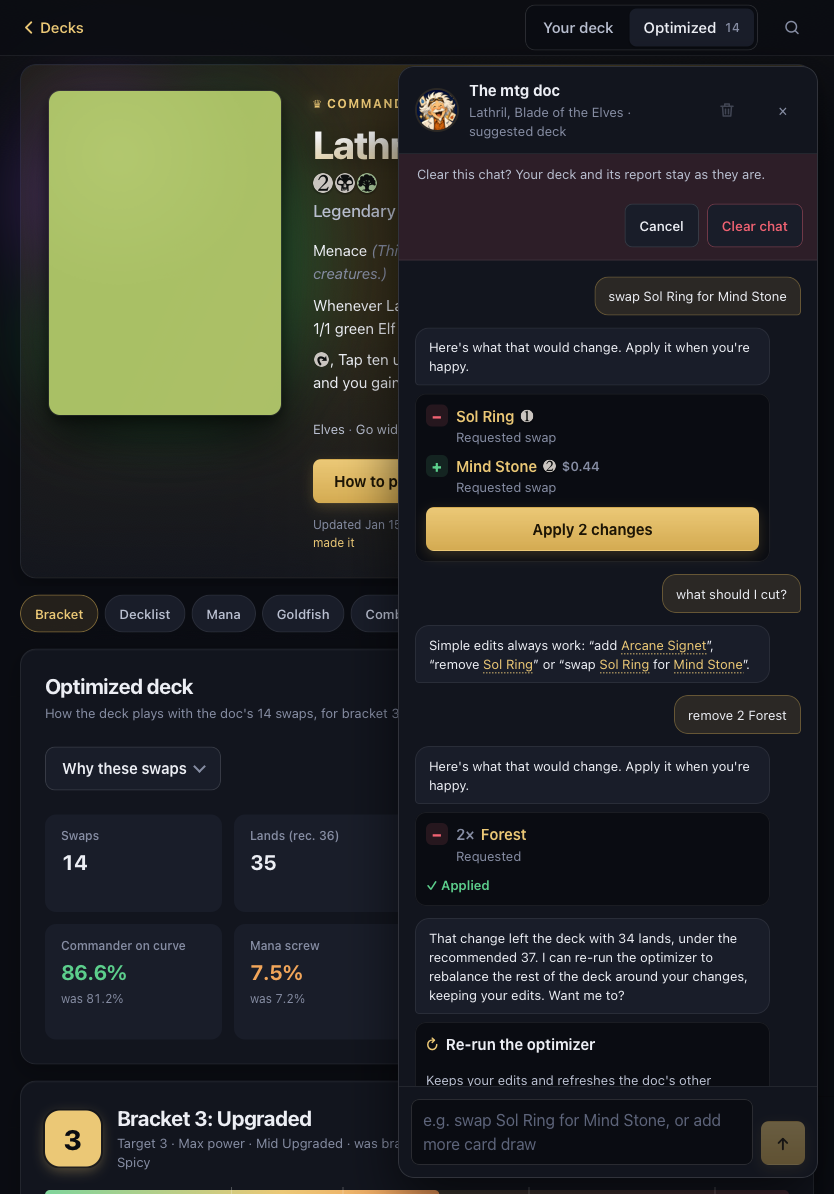 Decks
Your deck
Optimized 14
COMMAND
Lathr
2
Legendary
Menace (Thi
creatures.)
Whenever La
1/1 green Elf
, Tap ten u
and you gain
Elves · Go wid
How to p
Updated Jan 15
made it
Bracket
Decklist
Mana
Goldfish
Comb
Optimized deck
How the deck plays with the doc's 14 swaps, for bracket 3
Why these swaps
Swaps
14
Lands (rec. 36)
35
Commander on curve
86.6%
was 81.2%
Mana screw
7.5%
was 7.2%
3
Bracket 3: Upgraded
Target 3 · Max power · Mid Upgraded · was bra
Spicy
The mtg doc
Lathril, Blade of the Elves ·
suggested deck
×
Clear this chat? Your deck and its report stay as they are.
Cancel
Clear chat
swap Sol Ring for Mind Stone
Here's what that would change. Apply it when you're
happy.
− Sol Ring 1
Requested swap
+ Mind Stone 2 $0.44
Requested swap
Apply 2 changes
what should I cut?
Simple edits always work: “add Arcane Signet”,
“remove Sol Ring” or “swap Sol Ring for Mind Stone”.
remove 2 Forest
Here's what that would change. Apply it when you're
happy.
− 2× Forest
Requested
✓ Applied
That change left the deck with 34 lands, under the
recommended 37. I can re-run the optimizer to
rebalance the rest of the deck around your changes,
keeping your edits. Want me to?
↻ Re-run the optimizer
Keeps your edits and refreshes the doc's other
e.g. swap Sol Ring for Mind Stone, or add
more card draw